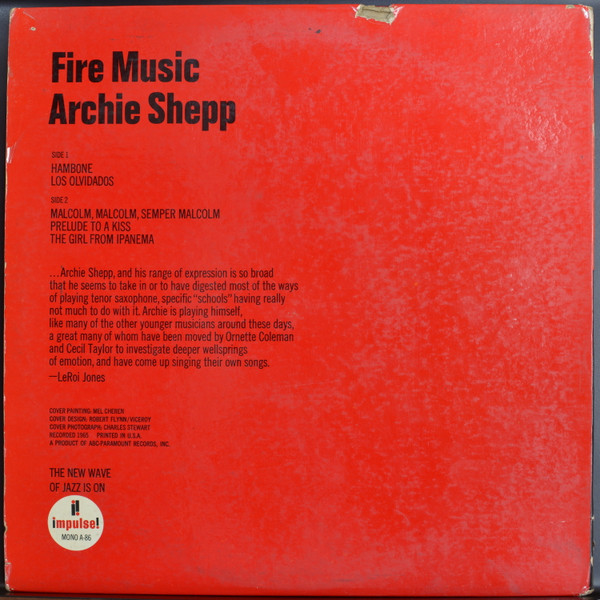 Fire Music
Archie Shepp
SIDE 1
HAMBONE
LOS OLVIDADOS
SIDE 2
MALCOLM, MALCOLM, SEMPER MALCOLM
PRELUDE TO A KISS
THE GIRL FROM IPANEMA
...Archie Shepp, and his range of expression is so broad
that he seems to take in or to have digested most of the ways
of playing tenor saxophone, specific "schools" having really
not much to do with it. Archie is playing himself,
like many of the other younger musicians around these days,
a great many of whom have been moved by Ornette Coleman
and Cecil Taylor to investigate deeper wellsprings
of emotion, and have come up singing their own songs.
—LeRoi Jones
COVER PAINTING: MEL CHEREN
COVER DESIGN: ROBERT FLYNN/VICEROY
COVER PHOTOGRAPH: CHARLES STEWART
RECORDED 1965 PRINTED IN U.S.A.
A PRODUCT OF ABC-PARAMOUNT RECORDS, INC.
THE NEW WAVE
OF JAZZ IS ON
i!
impulse!
MONO A-86